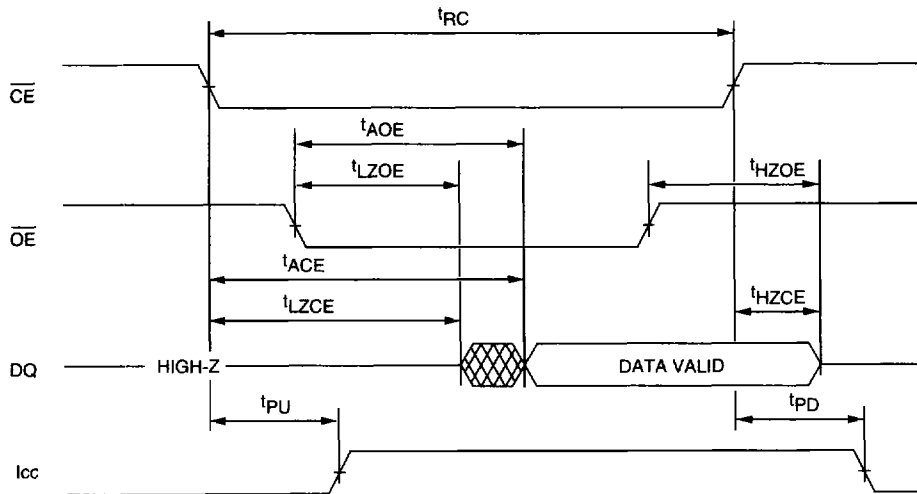 tRC
CE
tAOE
tLZOE
tHZOE
OE
tACE
tLZCE
tHZCE
DQ
HIGH-Z
DATA VALID
tPU
tPD
Icc